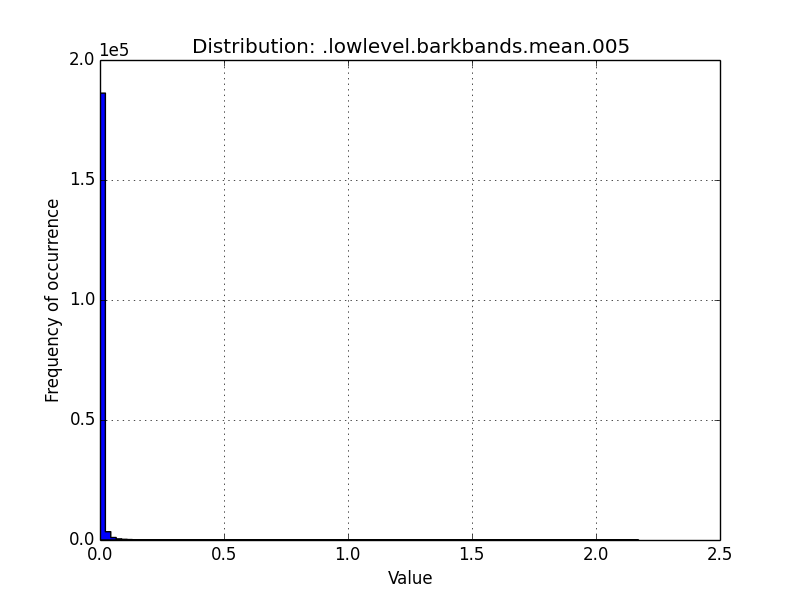 Distribution: .lowlevel.barkbands.mean.005
1e5
2.0
1.5
1.0
0.5
0.0
Frequency of occurrence
0.0 0.5 1.0 1.5 2.0 2.5
Value